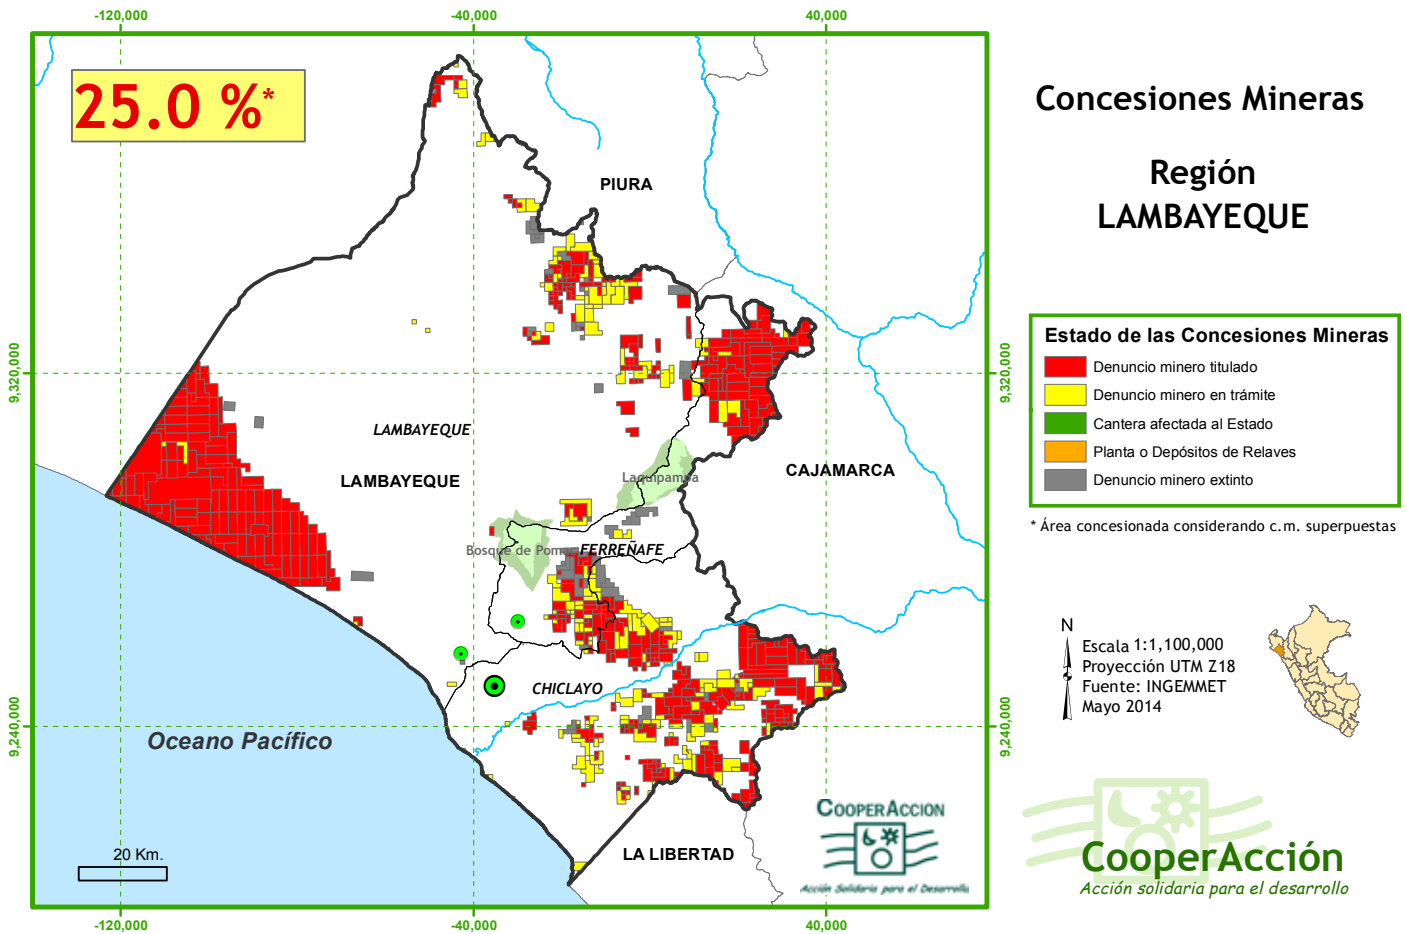 -120,000
-40,000
40,000
25.0 %*
Concesiones Mineras
Región
LAMBAYEQUE
PIURA
Estado de las Concesiones Mineras
Denuncio minero titulado
Denuncio minero en trámite
Cantera afectada al Estado
Planta o Depósitos de Relaves
Denuncio minero extinto
* Área concesionada considerando c.m. superpuestas
9,320,000
9,320,000
LAMBAYEQUE
LAMBAYEQUE
CAJAMARCA
Laquipampa
Bosque de Pomac
FERREÑAFE
CHICLAYO
N
Escala 1:1,100,000
Proyección UTM Z18
Fuente: INGEMMET
Mayo 2014
9,240,000
9,240,000
Oceano Pacífico
20 Km.
LA LIBERTAD
COOPERACCION
Acción Solidaria para el Desarrollo
CooperAcción
Acción solidaria para el desarrollo
-120,000
-40,000
40,000